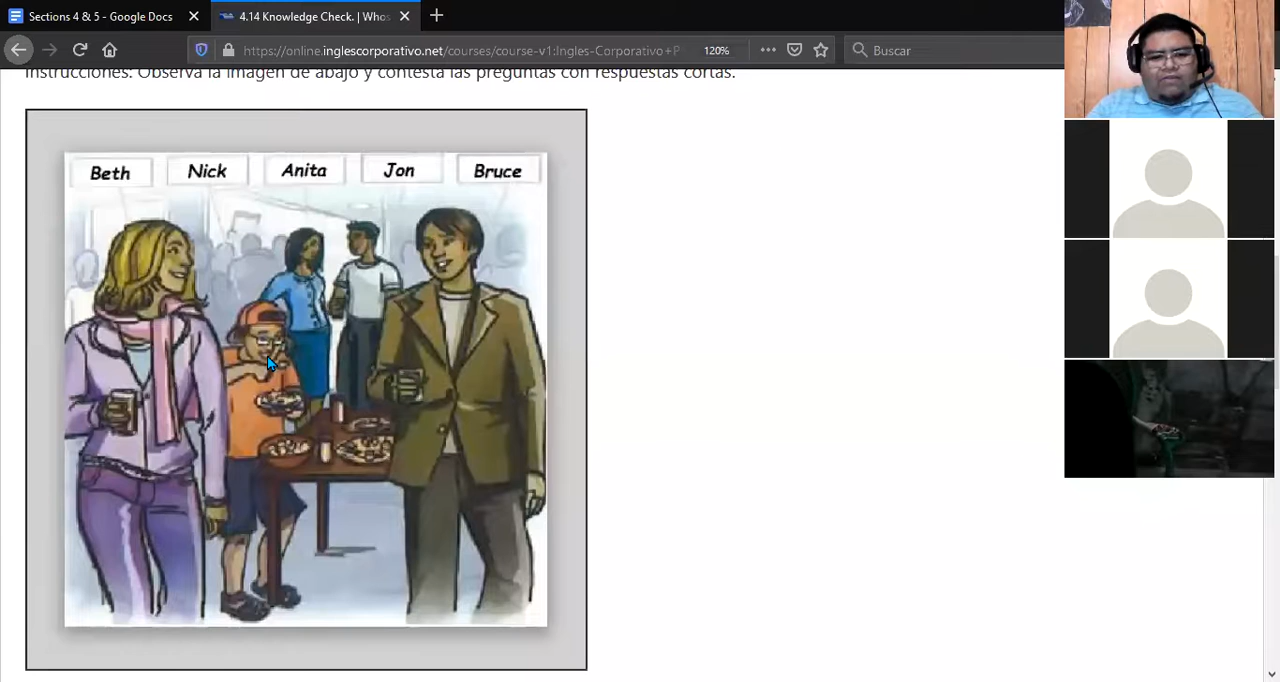 Sections 4 & 5 - Google Docs
4.14 Knowledge Check. | Whos
https://online.inglescorporativo.net/courses/course-v1:Ingles-Corporativo+P
120%
Buscar
Instrucciones: Observa la imagen de abajo y contesta las preguntas con respuestas cortas.
Beth Nick Anita Jon Bruce